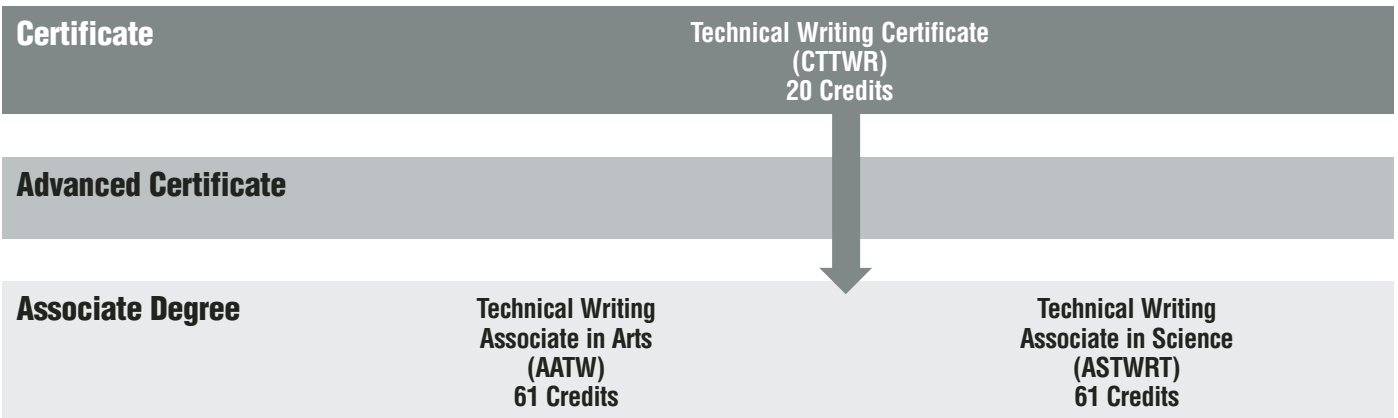 Certificate
Technical Writing Certificate
(CTTWR)
20 Credits
Advanced Certificate
Associate Degree
Technical Writing
Associate in Arts
(AATW)
61 Credits
Technical Writing
Associate in Science
(ASTWRT)
61 Credits